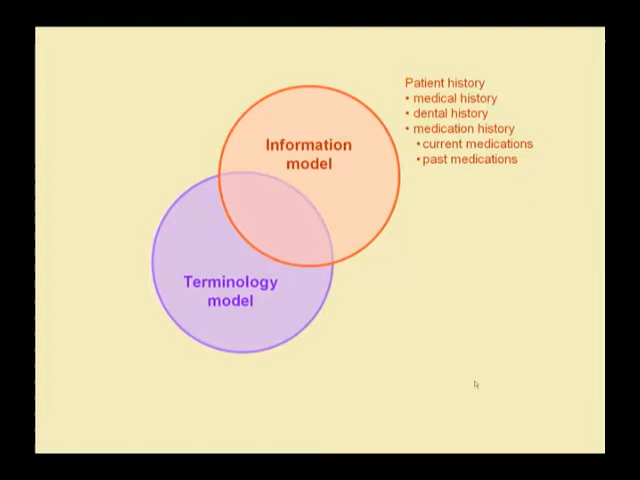 Patient history
• medical history
• dental history
• medication history
• current medications
• past medications
Information
model
Terminology
model